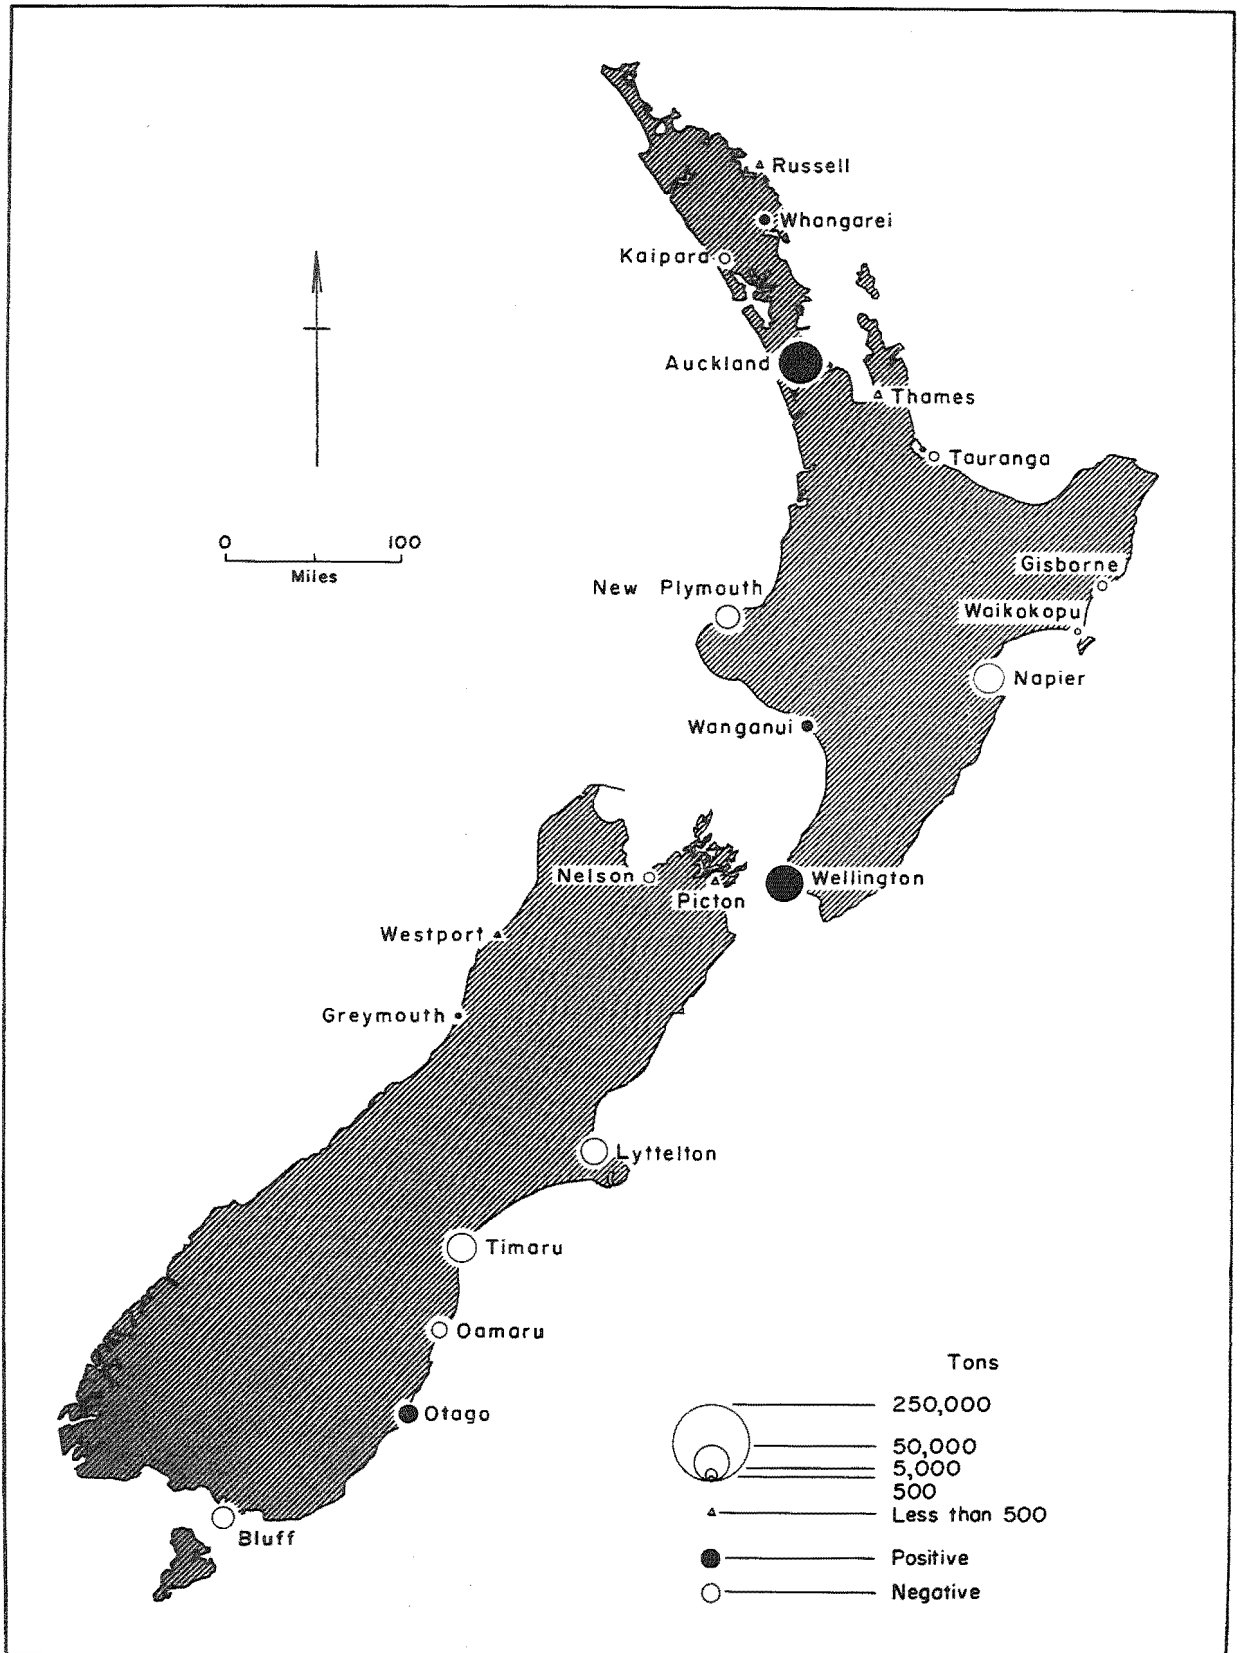 Russell
Whangarei
Kaipara
Auckland
Thames
Tauranga
0 100
Miles
Gisborne
New Plymouth
Waikokopu
Napier
Wanganui
Nelson
Wellington
Picton
Westport
Greymouth
Lyttelton
Timaru
Oamaru
Otago
Bluff
Tons
250,000
50,000
5,000
500
Less than 500
Positive
Negative